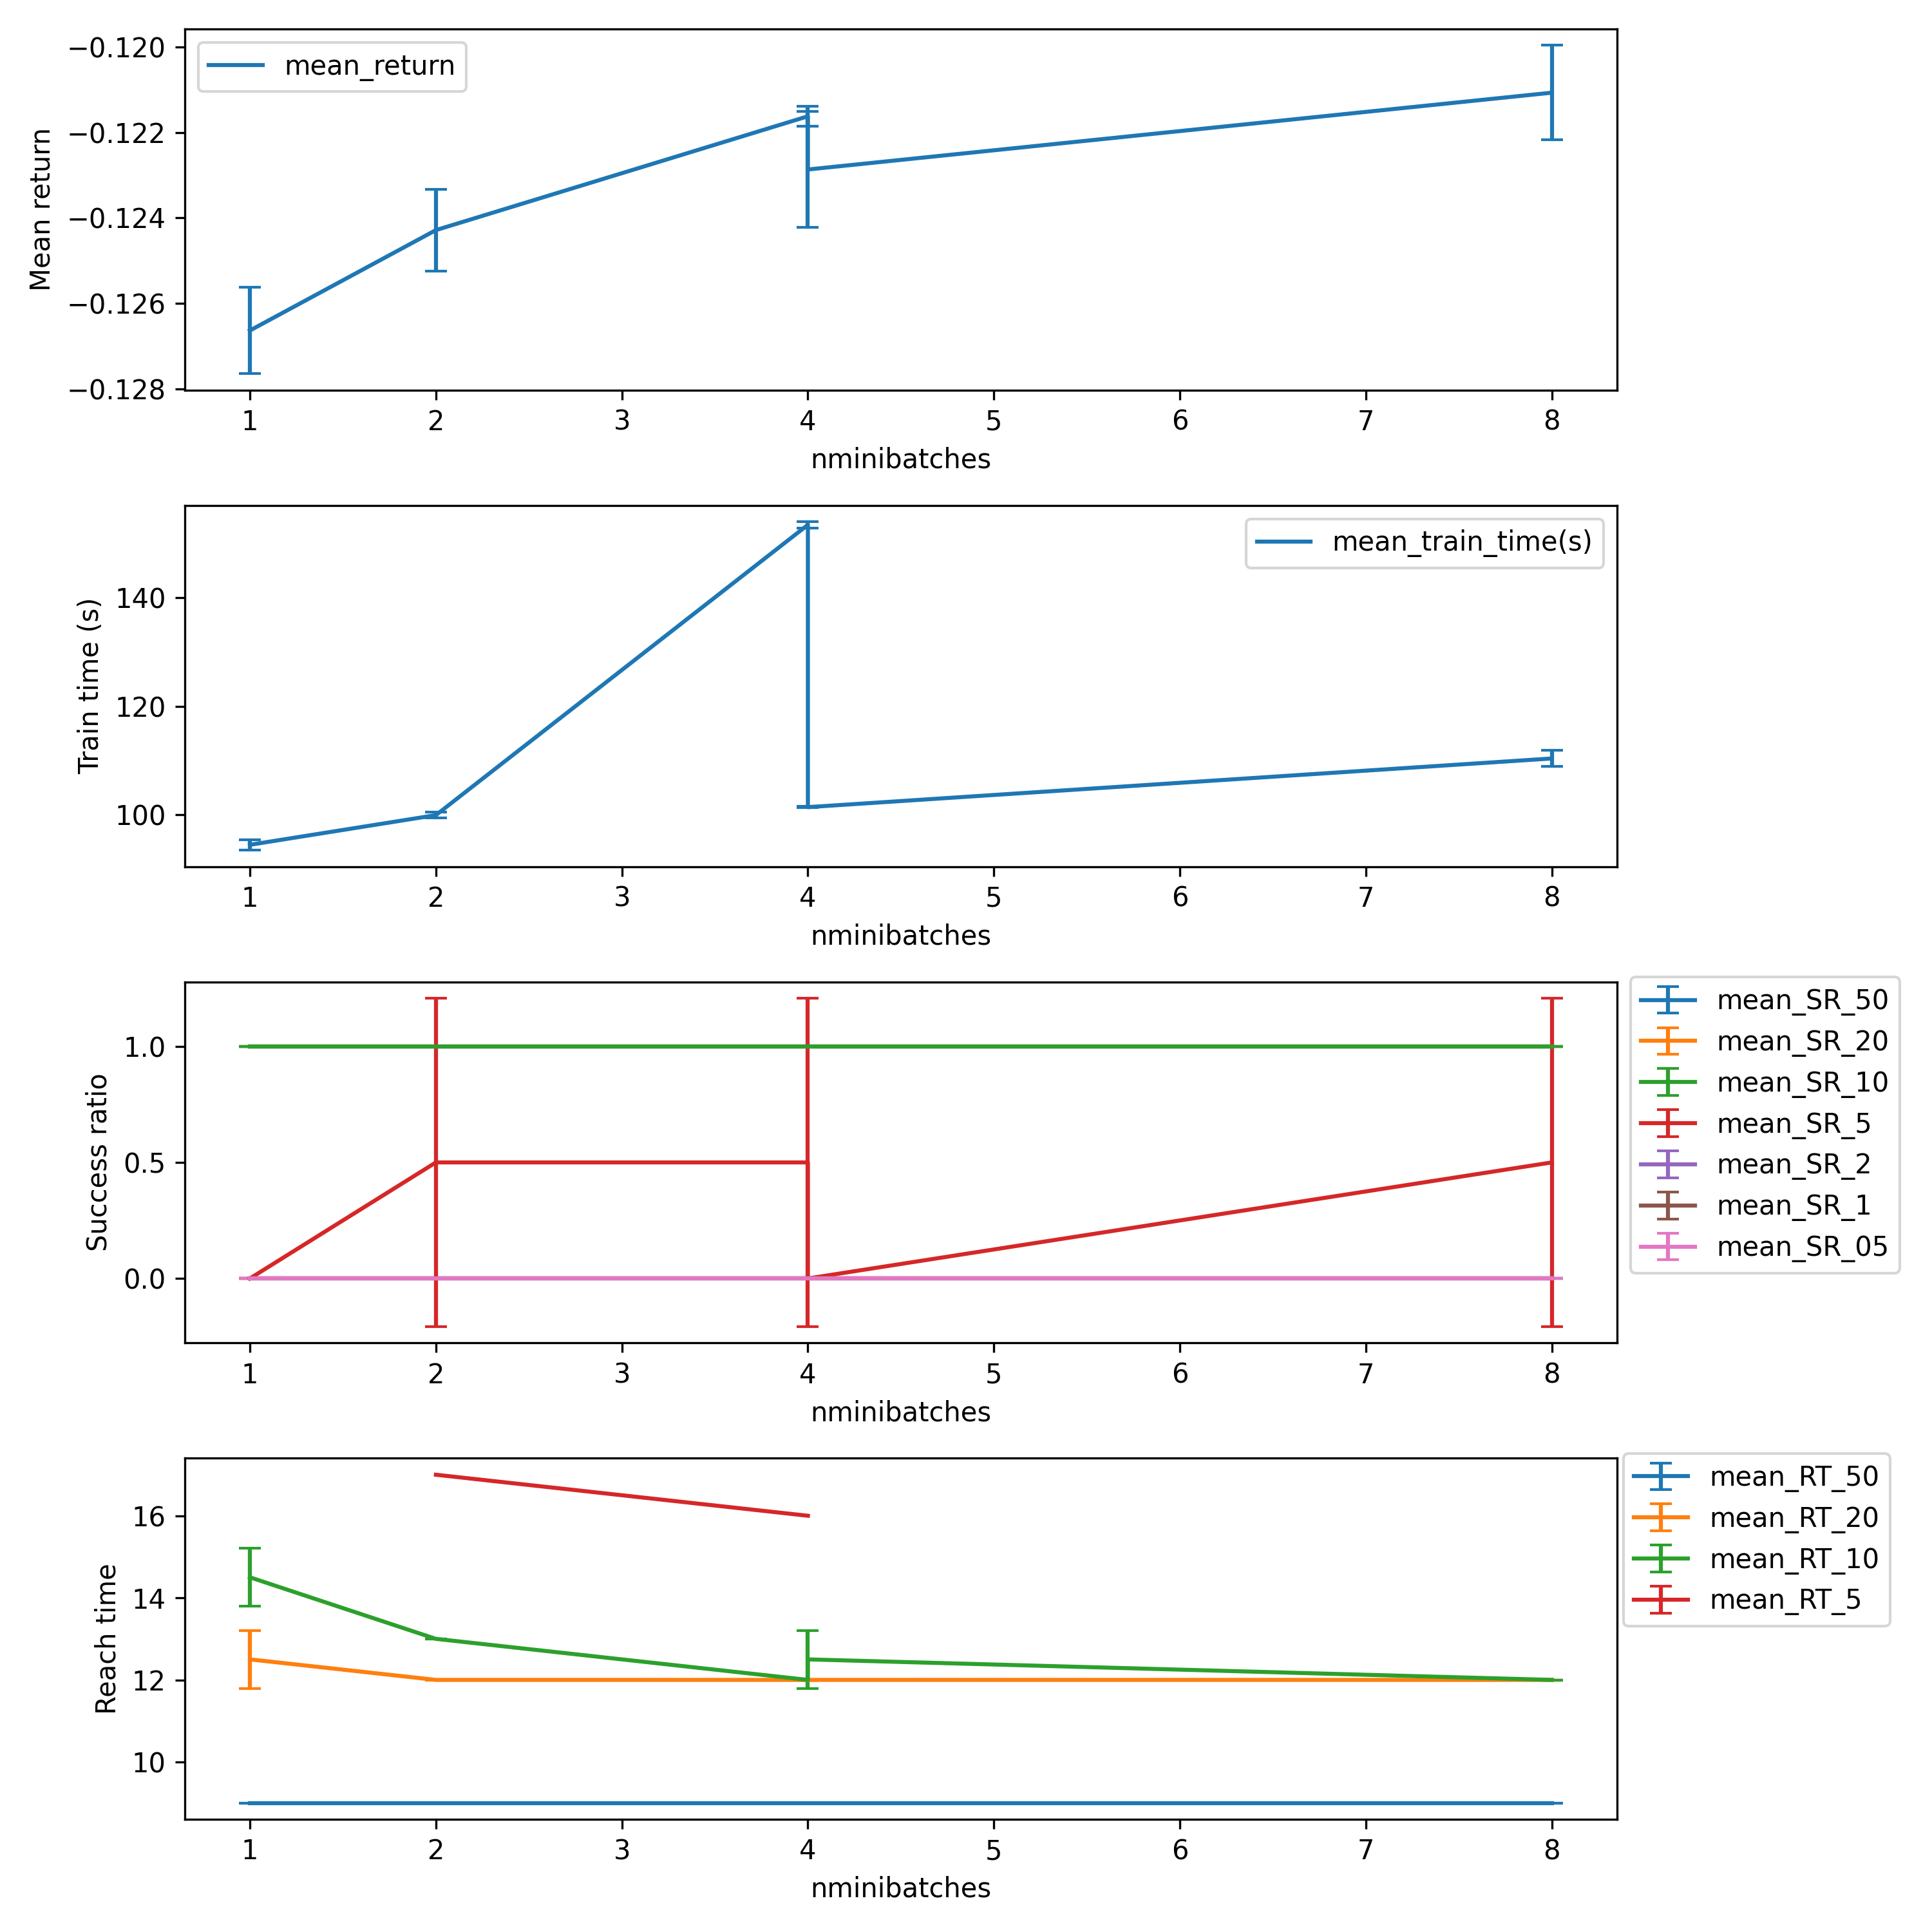 mean_return
−0.120
−0.122
−0.124
−0.126
−0.128
Mean return
1 2 3 4 5 6 7 8
nminibatches
mean_train_time(s)
140
120
100
Train time (s)
1 2 3 4 5 6 7 8
nminibatches
1.0
0.5
0.0
Success ratio
1 2 3 4 5 6 7 8
nminibatches
mean_SR_50
mean_SR_20
mean_SR_10
mean_SR_5
mean_SR_2
mean_SR_1
mean_SR_05
16
14
12
10
Reach time
1 2 3 4 5 6 7 8
nminibatches
mean_RT_50
mean_RT_20
mean_RT_10
mean_RT_5